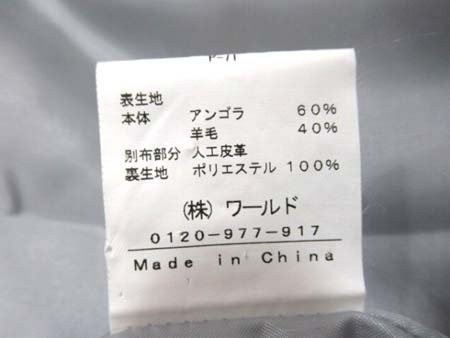 表生地
本体 アンゴラ 60%
羊毛 40%
別布部分 人工皮革
裏生地 ポリエステル 100%
(株) ワールド
0120-977-917
Made in China